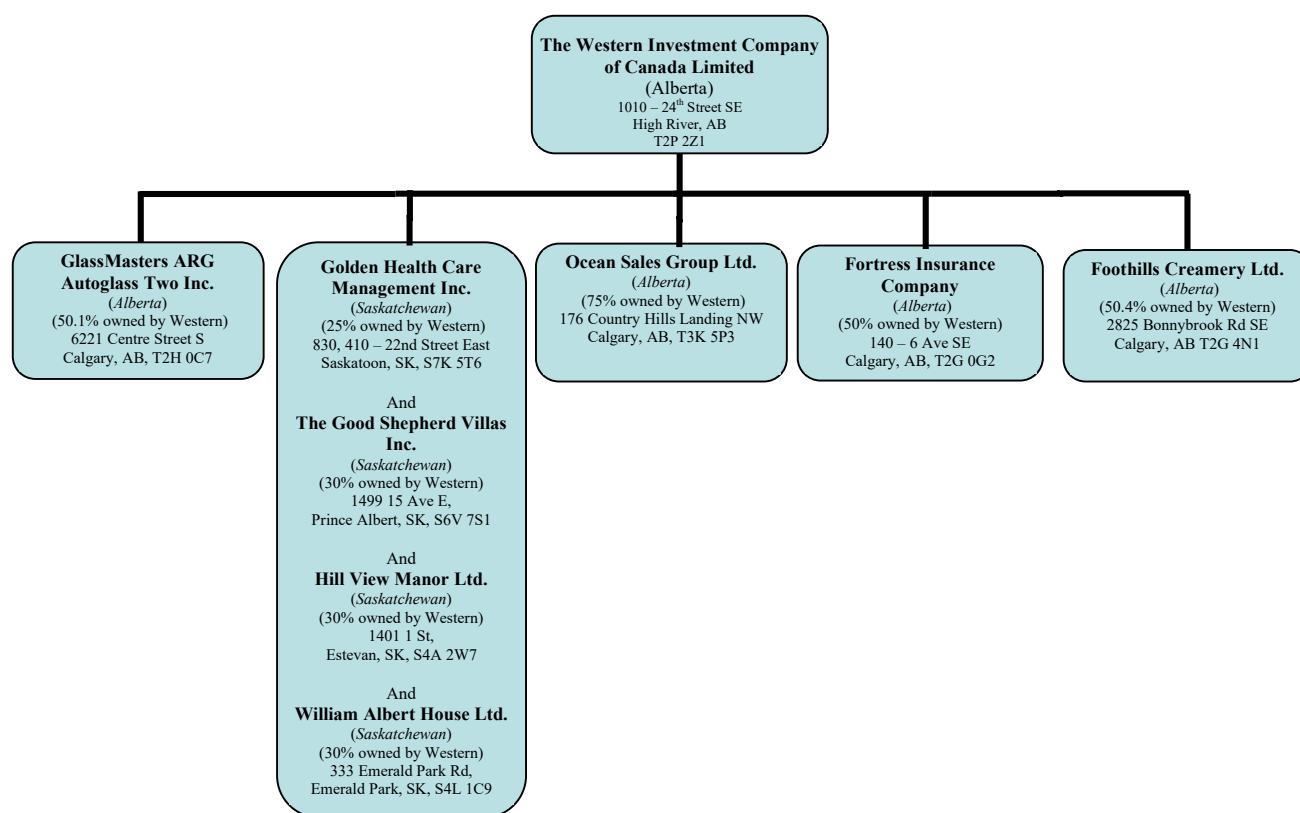 The Western Investment Company
of Canada Limited
(Alberta)
1010 – 24th Street SE
High River, AB
T2P 2Z1
GlassMasters ARG
Autoglass Two Inc.
(Alberta)
(50.1% owned by Western)
6221 Centre Street S
Calgary, AB, T2H 0C7
Golden Health Care
Management Inc.
(Saskatchewan)
(25% owned by Western)
830, 410 – 22nd Street East
Saskatoon, SK, S7K 5T6
And
The Good Shepherd Villas
Inc.
(Saskatchewan)
(30% owned by Western)
1499 15 Ave E,
Prince Albert, SK, S6V 7S1
And
Hill View Manor Ltd.
(Saskatchewan)
(30% owned by Western)
1401 1 St,
Estevan, SK, S4A 2W7
And
William Albert House Ltd.
(Saskatchewan)
(30% owned by Western)
333 Emerald Park Rd,
Emerald Park, SK, S4L 1C9
Ocean Sales Group Ltd.
(Alberta)
(75% owned by Western)
176 Country Hills Landing NW
Calgary, AB, T3K 5P3
Fortress Insurance
Company
(Alberta)
(50% owned by Western)
140 – 6 Ave SE
Calgary, AB, T2G 0G2
Foothills Creamery Ltd.
(Alberta)
(50.4% owned by Western)
2825 Bonnybrook Rd SE
Calgary, AB T2G 4N1